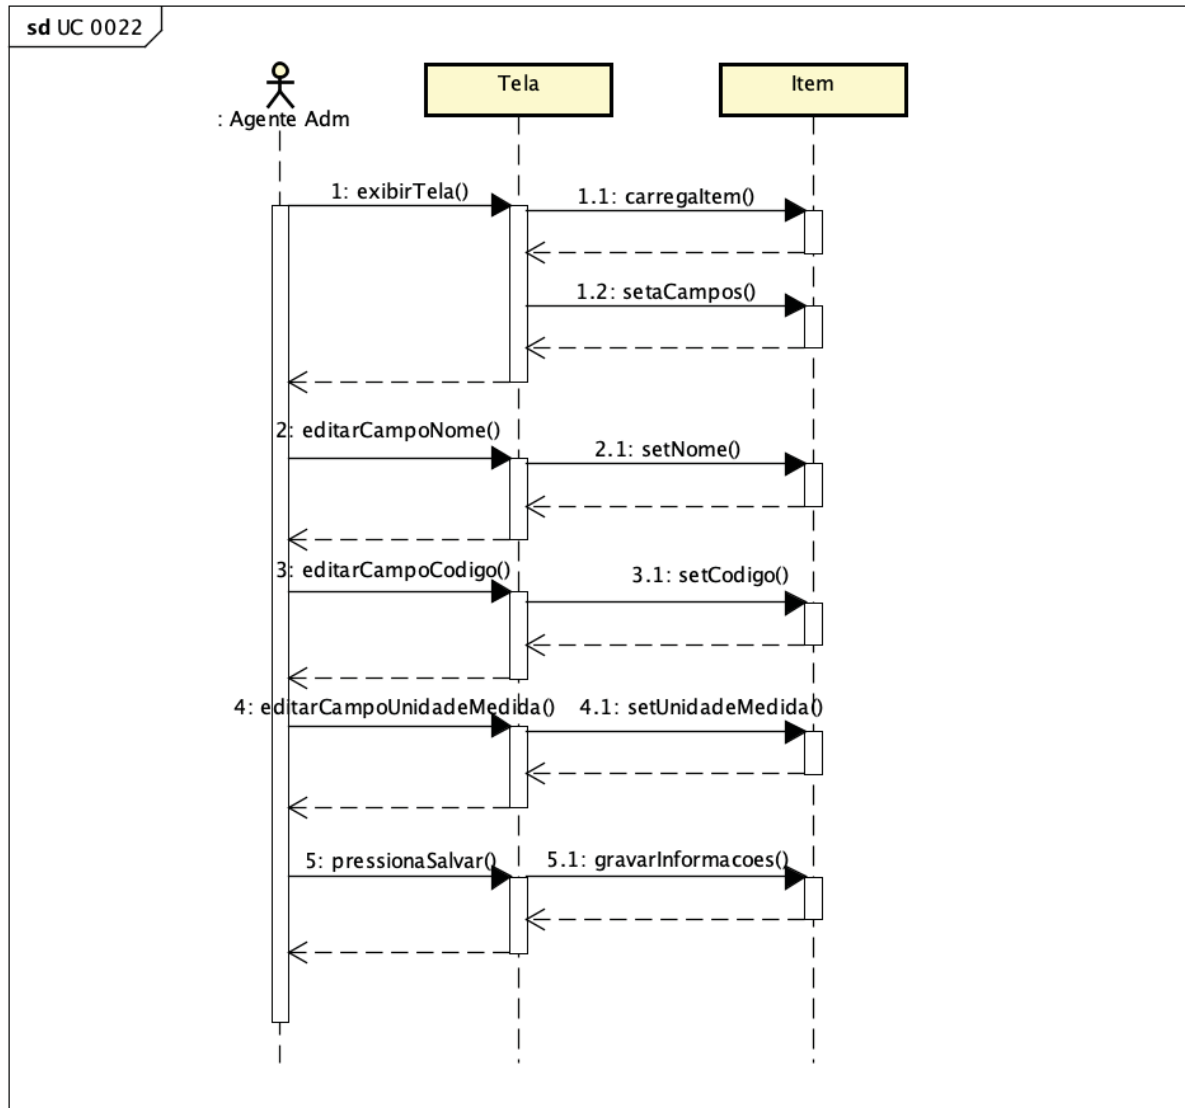 sd UC 0022
: Agente Adm
Tela
Item
1: exibirTela()
1.1: carregaItem()
1.2: setaCampos()
2: editarCampoNome()
2.1: setNome()
3: editarCampoCodigo()
3.1: setCodigo()
4: editarCampoUnidadeMedida()
4.1: setUnidadeMedida()
5: pressionaSalvar()
5.1: gravarInformacoes()